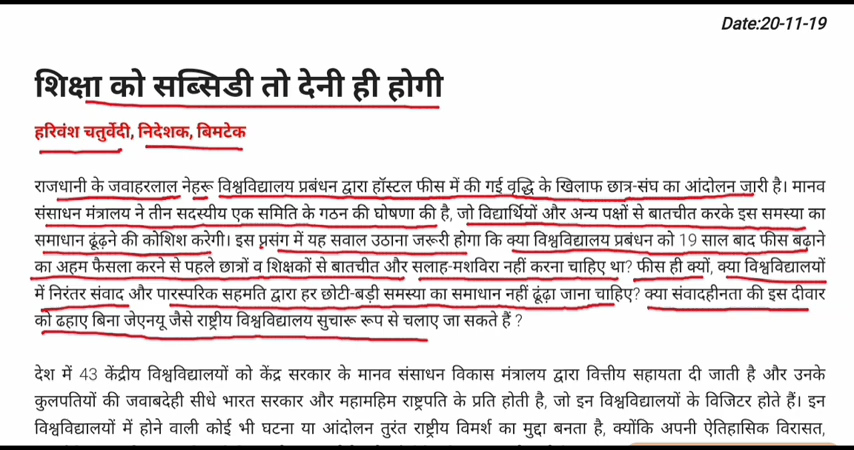 Date:20-11-19
शिक्षा को सब्सिडी तो देनी ही होगी
हरिवंश चतुर्वेदी, निदेशक, बिमटेक
राजधानी के जवाहरलाल नेहरू विश्वविद्यालय प्रबंधन द्वारा हॉस्टल फीस में की गई वृद्धि के खिलाफ छात्र-संघ का आंदोलन जारी है। मानव
संसाधन मंत्रालय ने तीन सदस्यीय एक समिति के गठन की घोषणा की है, जो विद्यार्थियों और अन्य पक्षों से बातचीत करके इस समस्या का
समाधान ढूंढ़ने की कोशिश करेगी। इस प्रसंग में यह सवाल उठाना जरूरी होगा कि क्या विश्वविद्यालय प्रबंधन को 19 साल बाद फीस बढ़ाने
का अहम फैसला करने से पहले छात्रों व शिक्षकों से बातचीत और सलाह-मशविरा नहीं करना चाहिए था? फीस ही क्यों, क्या विश्वविद्यालयों
में निरंतर संवाद और पारस्परिक सहमति द्वारा हर छोटी-बड़ी समस्या का समाधान नहीं ढूंढ़ा जाना चाहिए? क्या संवादहीनता की इस दीवार
को ढहाए बिना जेएनयू जैसे राष्ट्रीय विश्वविद्यालय सुचारू रूप से चलाए जा सकते हैं ?
देश में 43 केंद्रीय विश्वविद्यालयों को केंद्र सरकार के मानव संसाधन विकास मंत्रालय द्वारा वित्तीय सहायता दी जाती है और उनके
कुलपतियों की जवाबदेही सीधे भारत सरकार और महामहिम राष्ट्रपति के प्रति होती है, जो इन विश्वविद्यालयों के विजिटर होते हैं। इन
विश्वविद्यालयों में होने वाली कोई भी घटना या आंदोलन तुरंत राष्ट्रीय विमर्श का मुद्दा बनता है, क्योंकि अपनी ऐतिहासिक विरासत,